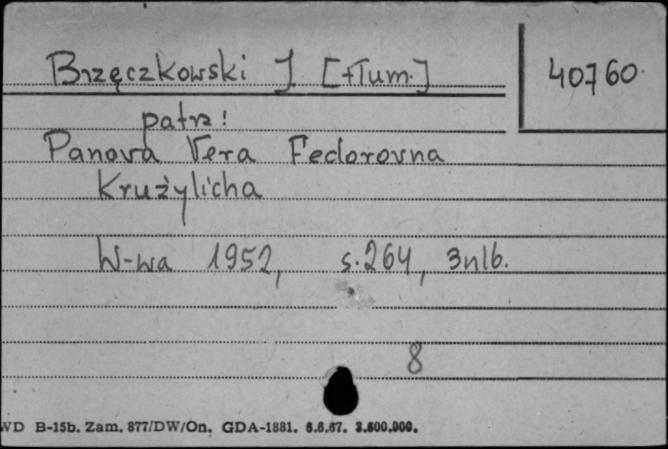 Brzęczkowski J. [tłum.]
40760.
patrz!
Panova Vera Fedorovna
Krużylicha
W-wa 1952, s.264, 3nlb.
8
WD B-15b. Zam. 877/DW/On. GDA-1881. 6.6.67. 3.600.000.